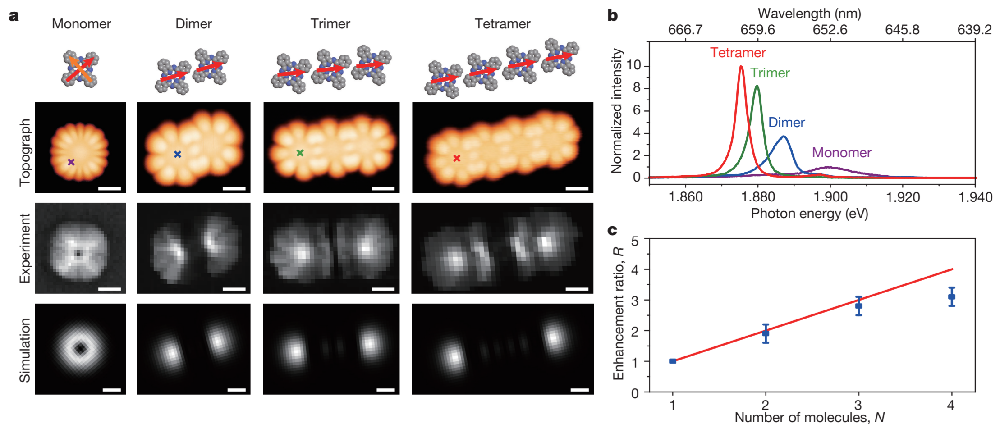 a
Monomer
Dimer
Trimer
Tetramer
Topograph
Experiment
Simulation
b
Wavelength (nm)
666.7 659.6 652.6 645.8 639.2
Normalized intensity
10
8
6
4
2
0
Tetramer
Trimer
Dimer
Monomer
1.860 1.880 1.900 1.920 1.940
Photon energy (eV)
c
Enhancement ratio, R
5
4
3
2
1
0
1 2 3 4
Number of molecules, N